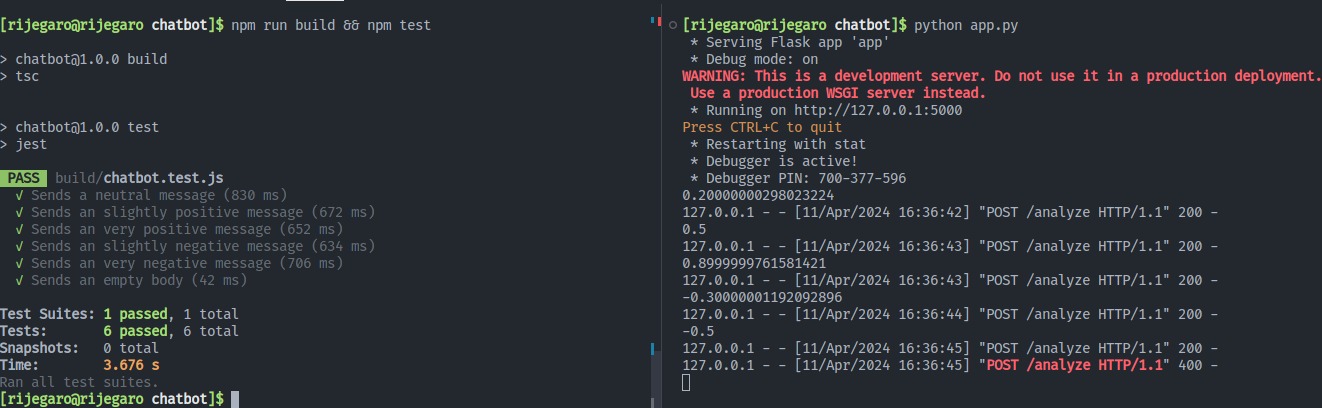 [rijegaro@rijegaro chatbot]$ npm run build && npm test
> chatbot@1.0.0 build
> tsc
> chatbot@1.0.0 test
> jest
PASS build/chatbot.test.js
✓ Sends a neutral message (830 ms)
✓ Sends an slightly positive message (672 ms)
✓ Sends an very positive message (652 ms)
✓ Sends an slightly negative message (634 ms)
✓ Sends an very negative message (706 ms)
✓ Sends an empty body (42 ms)
Test Suites: 1 passed, 1 total
Tests: 6 passed, 6 total
Snapshots: 0 total
Time: 3.676 s
Ran all test suites.
[rijegaro@rijegaro chatbot]$
[rijegaro@rijegaro chatbot]$ python app.py
* Serving Flask app 'app'
* Debug mode: on
WARNING: This is a development server. Do not use it in a production deployment.
Use a production WSGI server instead.
* Running on http://127.0.0.1:5000
Press CTRL+C to quit
* Restarting with stat
* Debugger is active!
* Debugger PIN: 700-377-596
0.20000000298023224
127.0.0.1 - - [11/Apr/2024 16:36:42] "POST /analyze HTTP/1.1" 200 -
0.5
127.0.0.1 - - [11/Apr/2024 16:36:43] "POST /analyze HTTP/1.1" 200 -
0.8999999761581421
127.0.0.1 - - [11/Apr/2024 16:36:43] "POST /analyze HTTP/1.1" 200 -
-0.30000001192092896
127.0.0.1 - - [11/Apr/2024 16:36:44] "POST /analyze HTTP/1.1" 200 -
-0.5
127.0.0.1 - - [11/Apr/2024 16:36:45] "POST /analyze HTTP/1.1" 200 -
127.0.0.1 - - [11/Apr/2024 16:36:45] "POST /analyze HTTP/1.1" 400 -